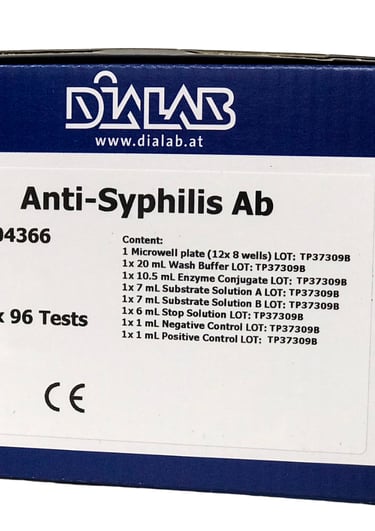 DIALAB
www.dialab.at
Anti-Syphilis Ab
04366
Content:
1 Microwell plate (12x 8 wells) LOT: TP37309B
1x 20 mL Wash Buffer LOT: TP37309B
1x 10.5 mL Enzyme Conjugate LOT: TP37309B
1x 7 mL Substrate Solution A LOT: TP37309B
1x 7 mL Substrate Solution B LOT: TP37309B
1x 6 mL Stop Solution LOT: TP37309B
1x 1 mL Negative Control LOT: TP37309B
1x 1 mL Positive Control LOT: TP37309B
x 96 Tests
CE